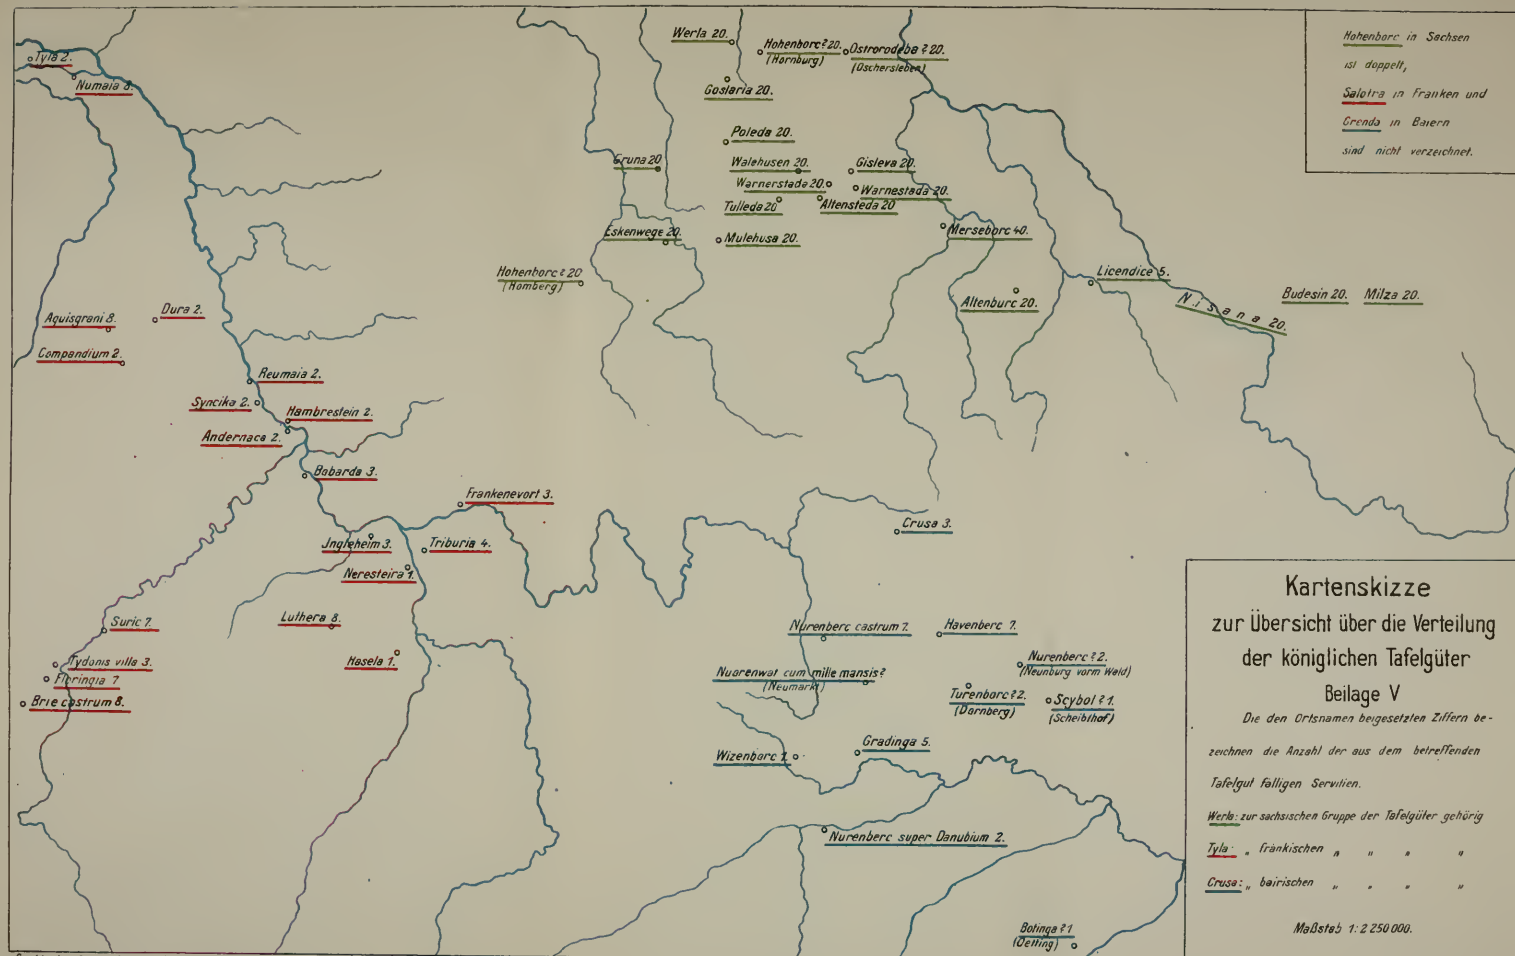 Hohenborc in Sachsen
ist doppelt,
Salotra in Franken und
Grenda in Baiern
sind nicht verzeichnet.
Werla 20.
Hohenborc? 20.
(Hornburg)
Ostrorodeba? 20.
(Oschersleben)
Goslaria 20.
Tyla 2.
Numaia 8.
Poleda 20.
Gruna 20
Walehusen 20.
Gisleva 20.
Warnerstada 20.
Warnestada 20.
Tulleda 20
Altensteda 20
Eskenwege 20.
Mulehusa 20.
Merseborc 40.
Hohenborc? 20
(Homberg)
Licendice 5.
Altenburc 20.
Nisana 20.
Budesin 20.
Milza 20.
Aquisgrani 8.
Dura 2.
Compandium 2.
Reumaia 2.
Syncika 2.
Hambrestein 2.
Andernaca 2.
Bobarda 3.
Frankenevort 3.
Jngleheim 3.
Triburia 4.
Crusa 3.
Neresteira 1.
Luthera 8.
Suric 7.
Hasela 1.
Tydonis villa 3.
Floringia 7
Brie castrum 8.
Nurenberc castrum 7.
Havenberc 7.
Nurenberc? 2.
(Neunburg vorm Wald)
Nuorenwat cum mille mansis?
(Neumarkt)
Turenborc? 2.
(Dornberg)
Scybol? 1.
(Scheiblhof)
Wizenborc 1.
Gradinga 5.
Nurenberc super Danubium 2.
Botinga? 1
(Oetting)
Kartenskizze
zur Übersicht über die Verteilung
der königlichen Tafelgüter
Beilage V
Die den Ortsnamen beigesetzten Ziffern be-
zeichnen die Anzahl der aus dem betreffenden
Tafelgut fälligen Servitien.
Werla: zur sächsischen Gruppe der Tafelgüter gehörig
Tyla: „ fränkischen „ „ „ „
Crusa: „ bairischen „ „ „ „
Maßstab 1:2 250 000.